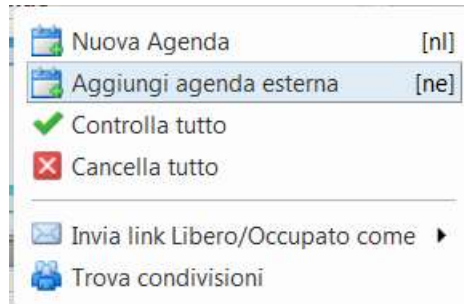 Nuova Agenda [nl]
Aggiungi agenda esterna [ne]
Controlla tutto
Cancella tutto
Invia link Libero/Occupato come
Trova condivisioni